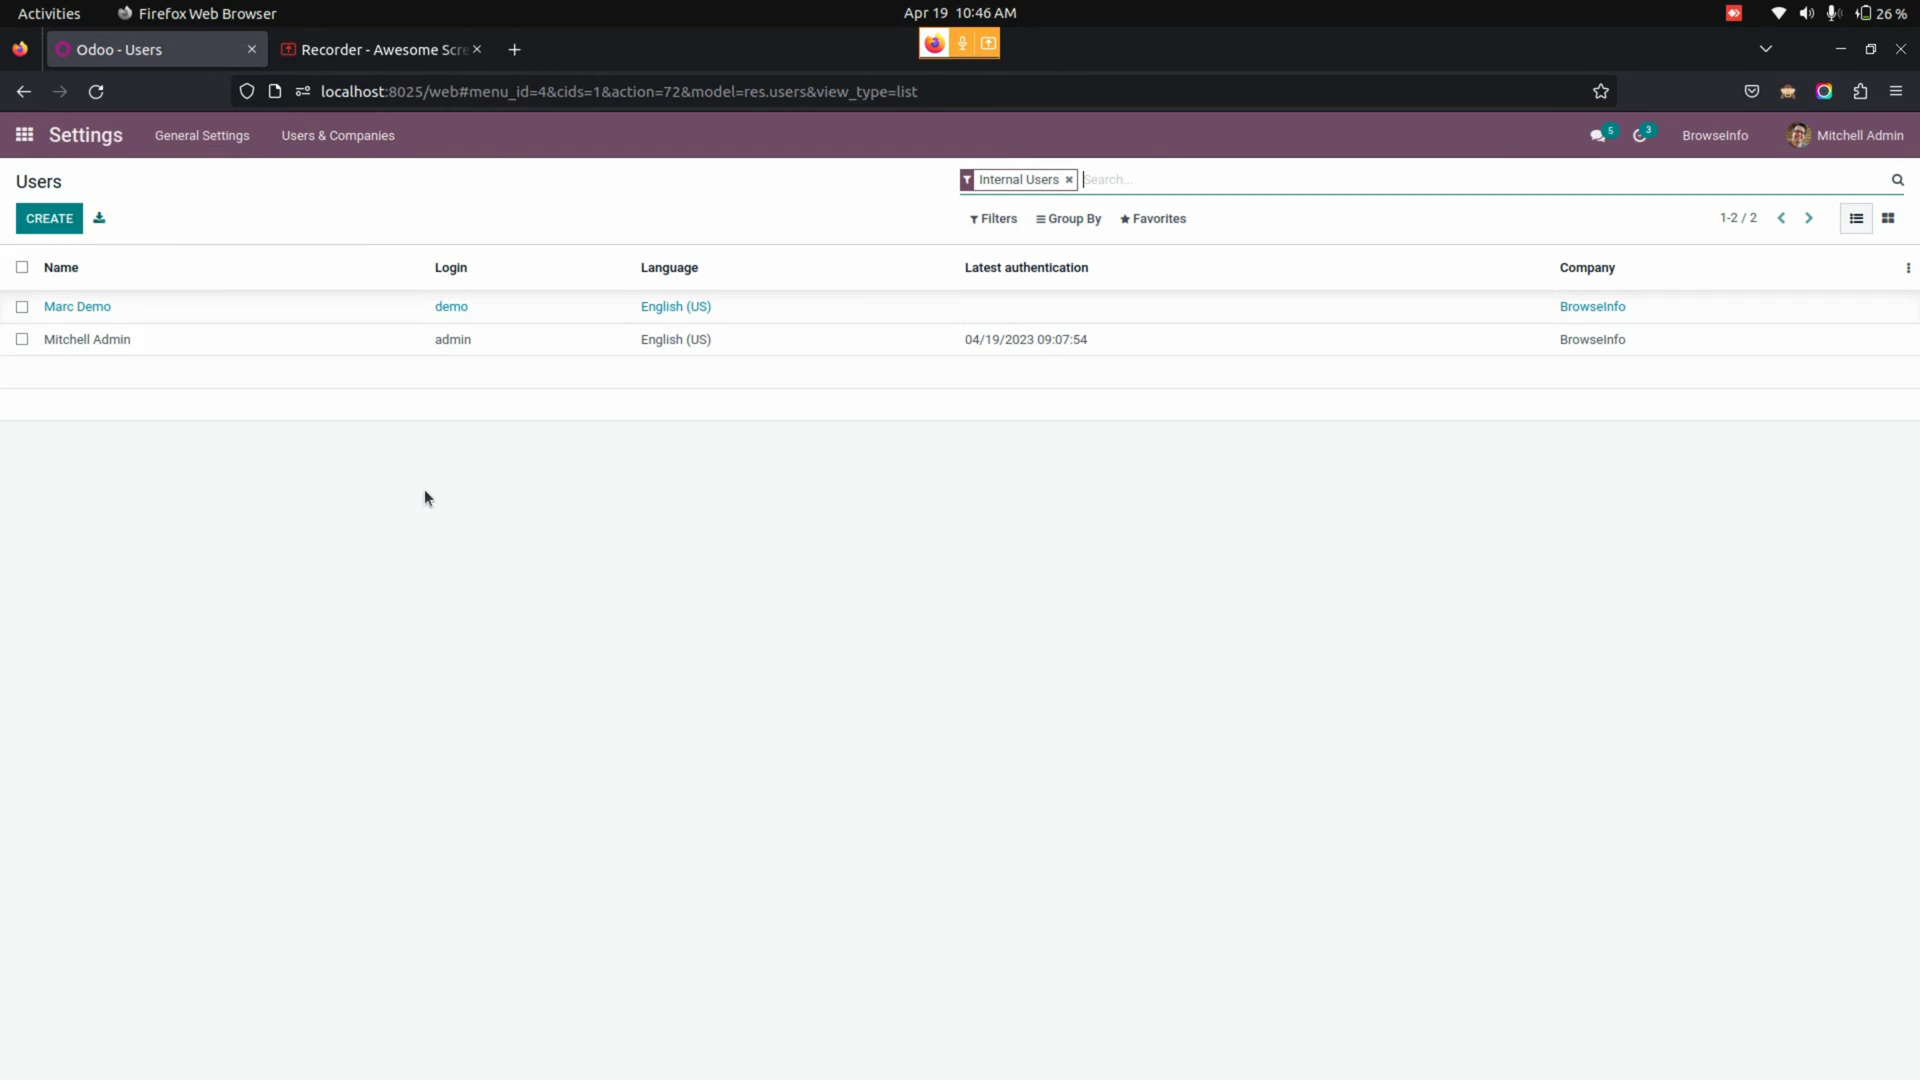 Activities Firefox Web Browser Apr 19 10:46 AM 26 %
Odoo - Users Recorder - Awesome Scre
localhost:8025/web#menu_id=4&cids=1&action=72&model=res.users&view_type=list
Settings General Settings Users & Companies 5 3 BrowseInfo Mitchell Admin
Users Internal Users Search...
CREATE Filters Group By Favorites 1-2 / 2
Name Login Language Latest authentication Company
Marc Demo demo English (US) BrowseInfo
Mitchell Admin admin English (US) 04/19/2023 09:07:54 BrowseInfo